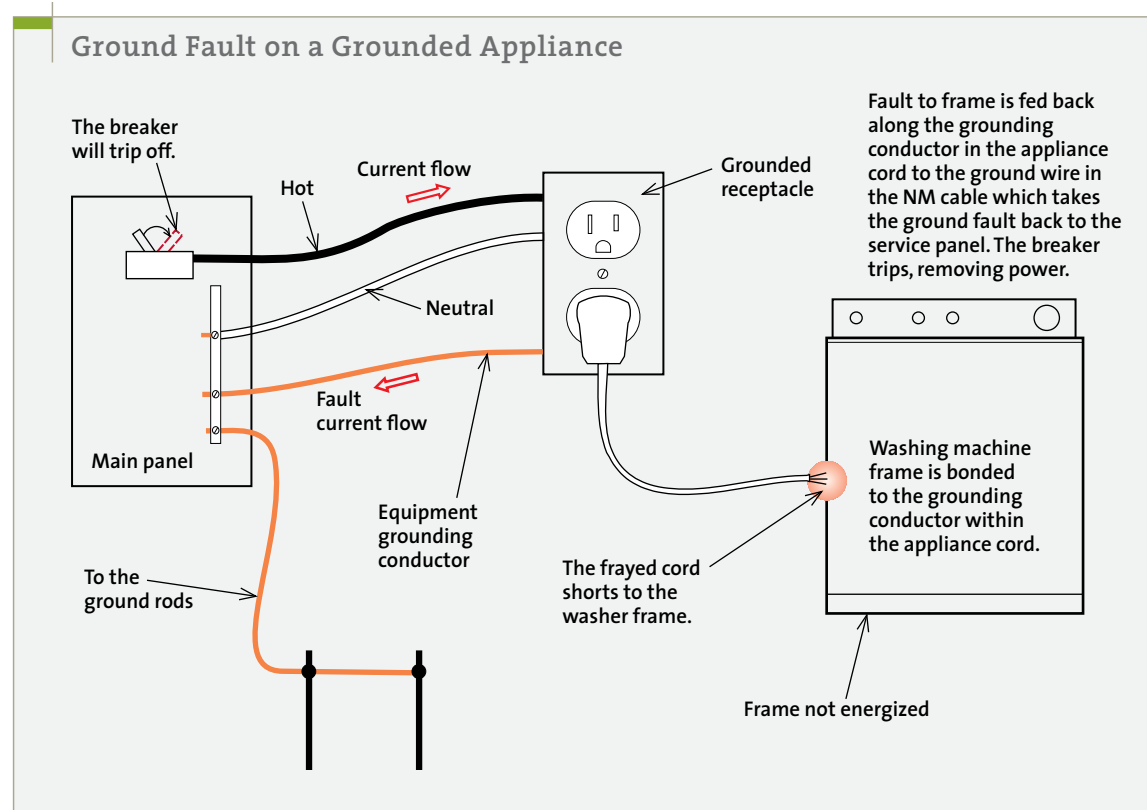 Ground Fault on a Grounded Appliance
The breaker
will trip off.
Hot
Current flow
Grounded
receptacle
Fault to frame is fed back
along the grounding
conductor in the appliance
cord to the ground wire in
the NM cable which takes
the ground fault back to the
service panel. The breaker
trips, removing power.
Neutral
Fault
current flow
Main panel
Equipment
grounding
conductor
Washing machine
frame is bonded
to the grounding
conductor within
the appliance cord.
The frayed cord
shorts to the
washer frame.
To the
ground rods
Frame not energized